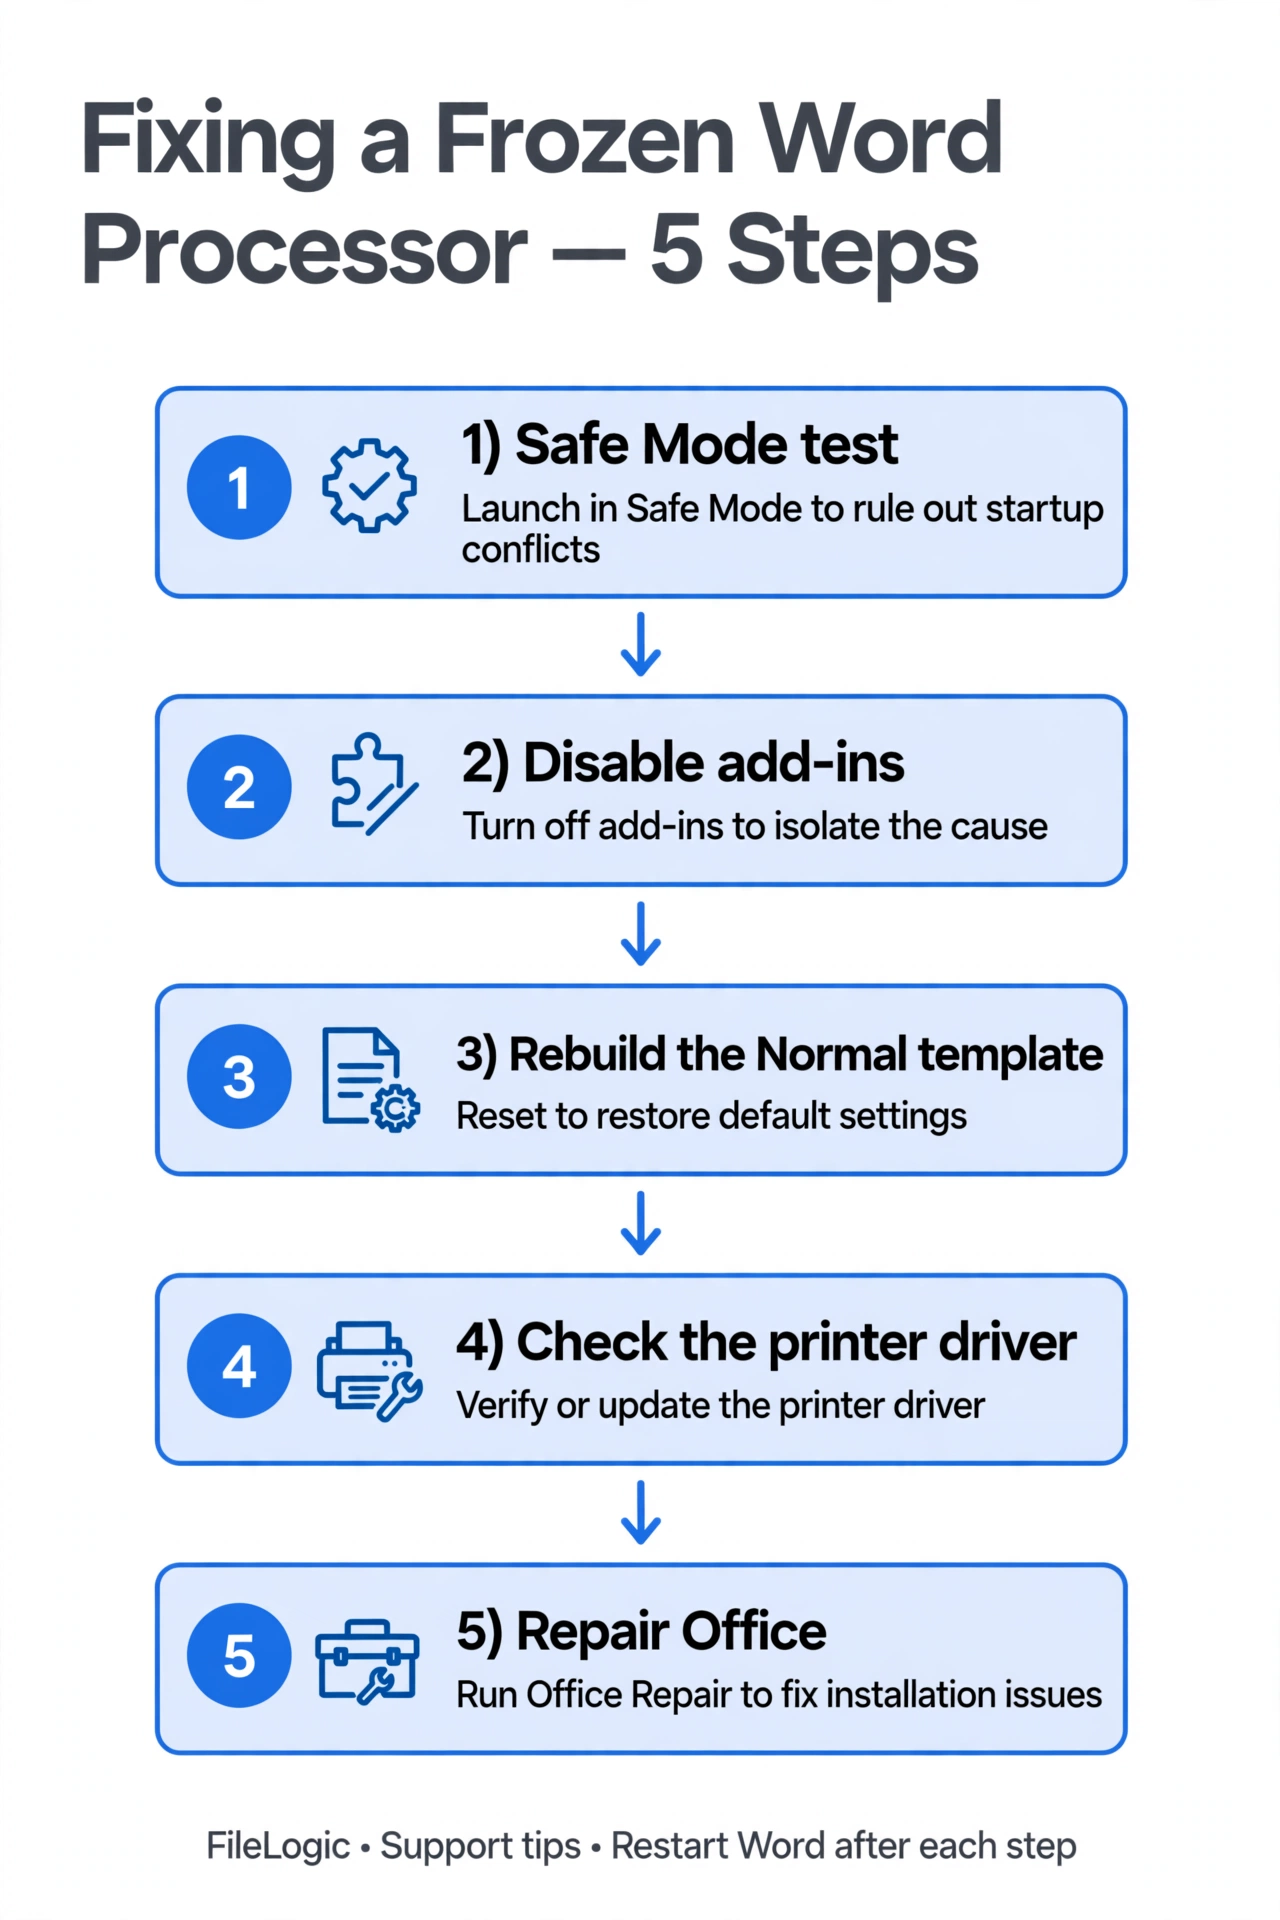 Fixing a Frozen Word
Processor — 5 Steps
1
1) Safe Mode test
Launch in Safe Mode to rule out startup
conflicts
2
2) Disable add-ins
Turn off add-ins to isolate the cause
3
3) Rebuild the Normal template
Reset to restore default settings
4
4) Check the printer driver
Verify or update the printer driver
5
5) Repair Office
Run Office Repair to fix installation issues
FileLogic • Support tips • Restart Word after each step